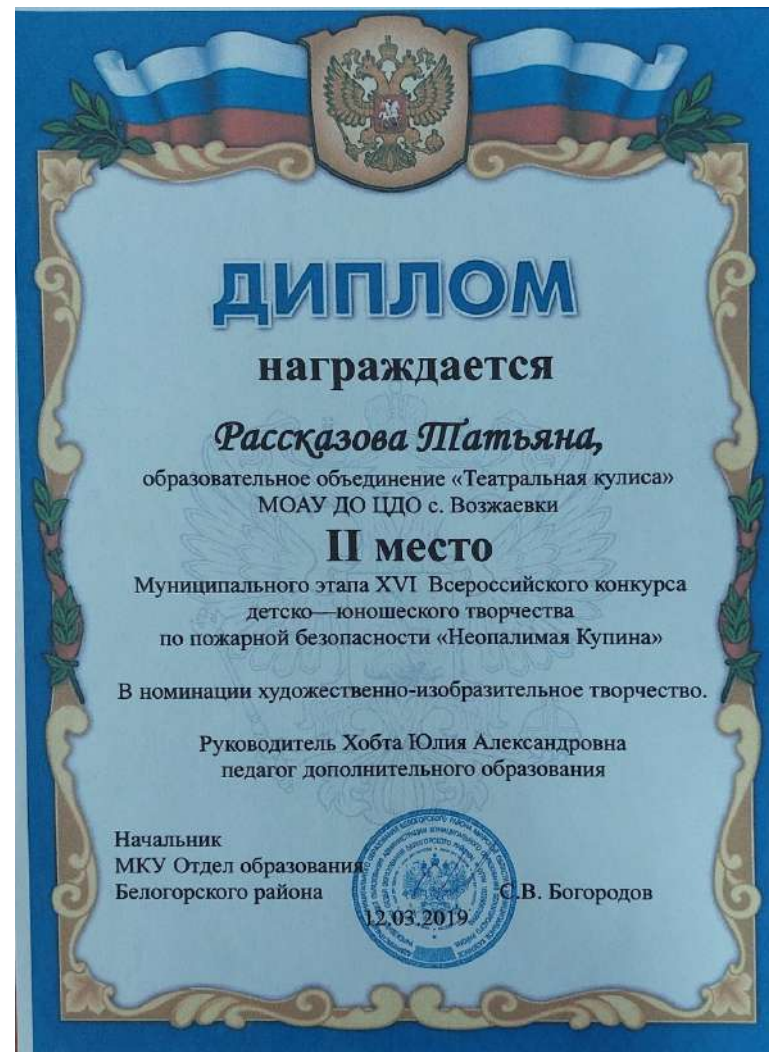 ДИПЛОМ
награждается
Рассказова Татьяна,
образовательное объединение «Театральная кулиса»
МОАУ ДО ЦДО с. Возжаевки
II место
Муниципального этапа XVI Всероссийского конкурса
детско—юношеского творчества
по пожарной безопасности «Неопалимая Купина»
В номинации художественно-изобразительное творчество.
Руководитель Хобта Юлия Александровна
педагог дополнительного образования
Начальник
МКУ Отдел образования
Белогорского района С.В. Богородов
12.03.2019